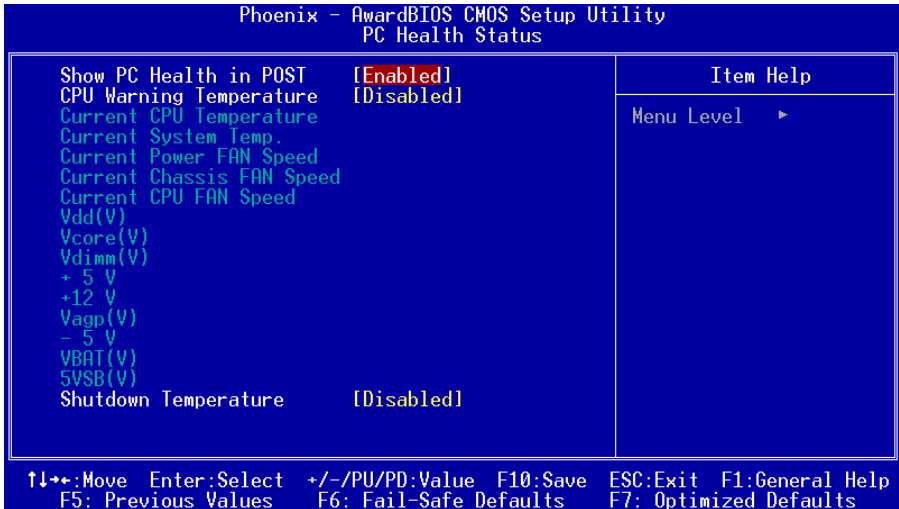 Phoenix - AwardBIOS CMOS Setup Utility
PC Health Status
Show PC Health in POST [Enabled]
CPU Warning Temperature [Disabled]
Current CPU Temperature
Current System Temp.
Current Power FAN Speed
Current Chassis FAN Speed
Current CPU FAN Speed
Vdd(V)
Vcore(V)
Vdimm(V)
+ 5 V
+12 V
Vagp(V)
- 5 V
VBAT(V)
5VSB(V)
Shutdown Temperature [Disabled]
Item Help
Menu Level ►
↑↓→←:Move Enter:Select +/-/PU/PD:Value F10:Save ESC:Exit F1:General Help
F5: Previous Values F6: Fail-Safe Defaults F7: Optimized Defaults